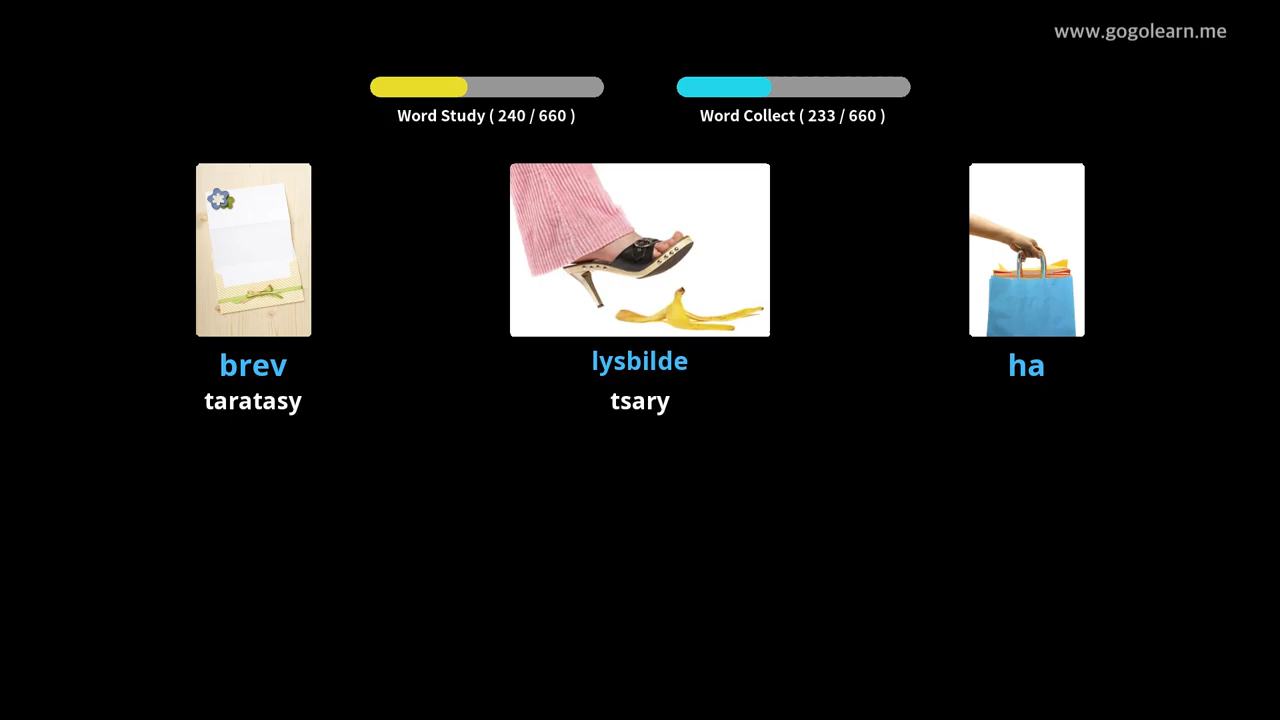 www.gogolearn.me
Word Study ( 240 / 660 )
Word Collect ( 233 / 660 )
brev
taratasy
lysbilde
tsary
ha